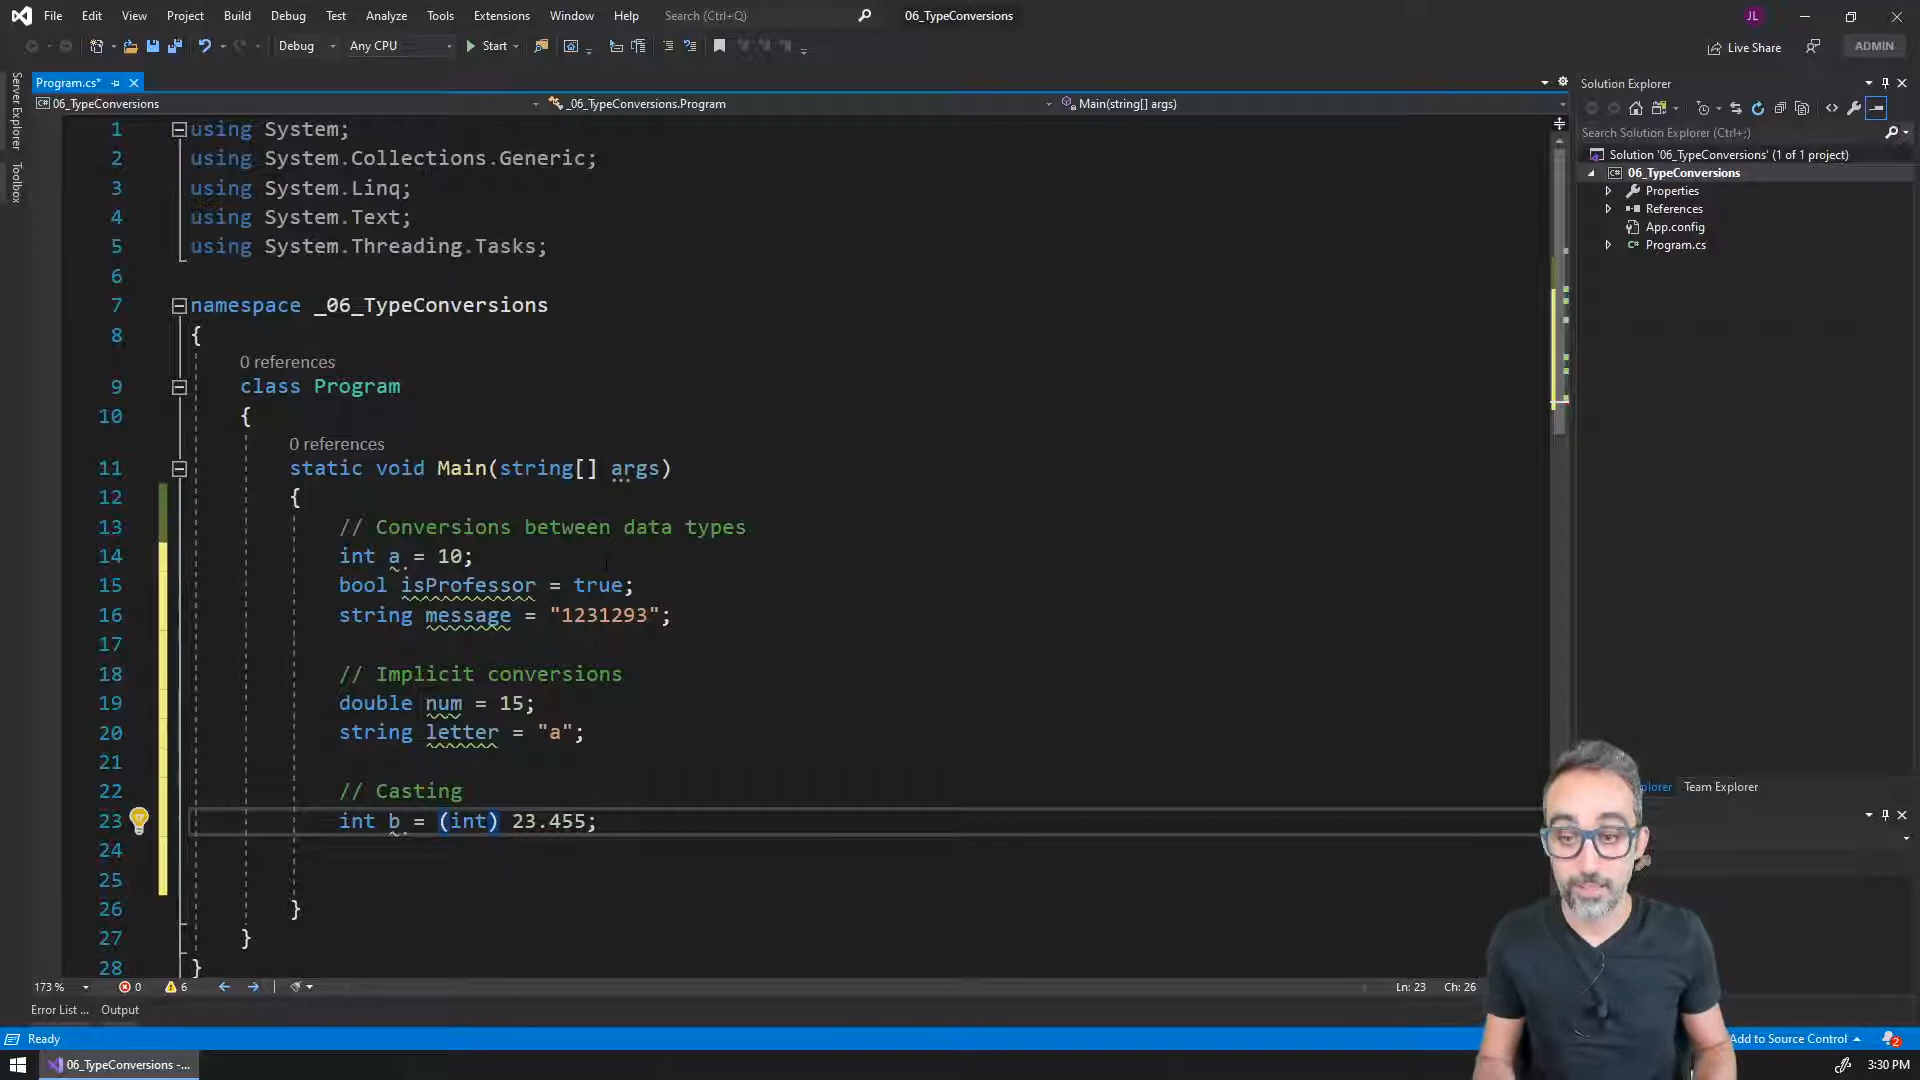 File Edit View Project Build Debug Test Analyze Tools Extensions Window Help Search (Ctrl+Q) 06_TypeConversions JL
Debug Any CPU Start Live Share ADMIN
Server Explorer
Toolbox
Program.cs*
06_TypeConversions _06_TypeConversions.Program Main(string[] args)
1 using System;
2 using System.Collections.Generic;
3 using System.Linq;
4 using System.Text;
5 using System.Threading.Tasks;
6
7 namespace _06_TypeConversions
8 {
0 references
9 class Program
10 {
0 references
11 static void Main(string[] args)
12 {
13 // Conversions between data types
14 int a = 10;
15 bool isProfessor = true;
16 string message = "1231293";
17
18 // Implicit conversions
19 double num = 15;
20 string letter = "a";
21
22 // Casting
23 int b = (int) 23.455;
24
25
26 }
27 }
28 }
173 % 0 6 Ln: 23 Ch: 26
Error List ... Output
Solution Explorer
Search Solution Explorer (Ctrl+;)
Solution '06_TypeConversions' (1 of 1 project)
06_TypeConversions
Properties
References
App.config
Program.cs
Team Explorer
Ready Add to Source Control 2
06_TypeConversions -... 3:30 PM